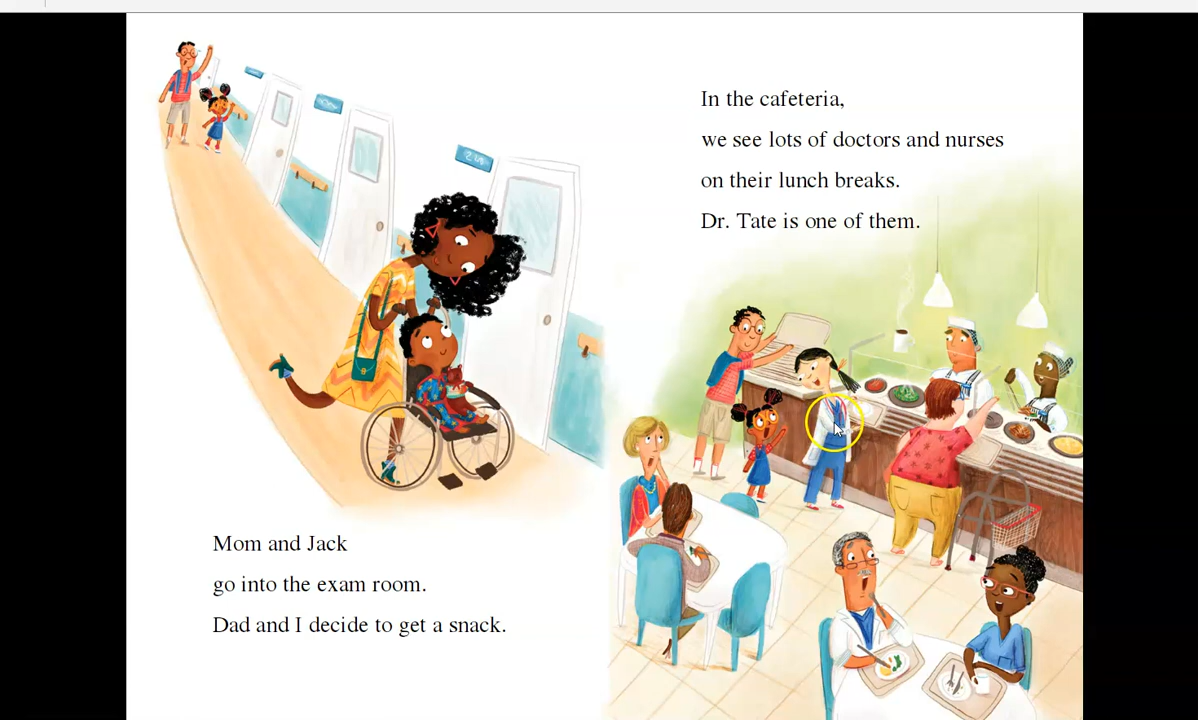 Mom and Jack
go into the exam room.
Dad and I decide to get a snack.
In the cafeteria,
we see lots of doctors and nurses
on their lunch breaks.
Dr. Tate is one of them.